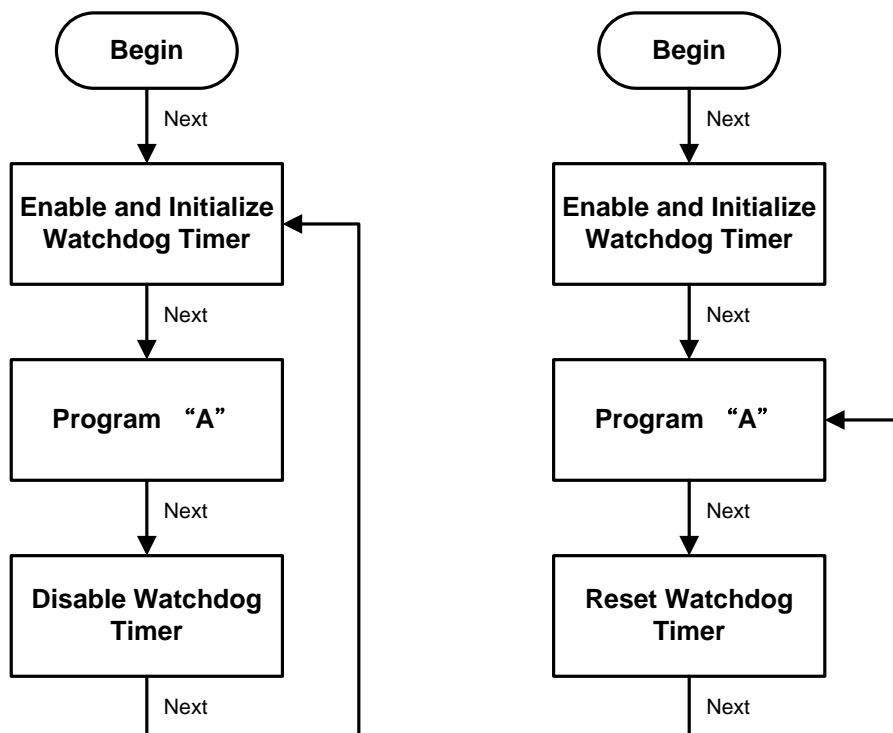 Begin
Next
Enable and Initialize
Watchdog Timer
Next
Program “A”
Next
Disable Watchdog
Timer
Next
Begin
Next
Enable and Initialize
Watchdog Timer
Next
Program “A”
Next
Reset Watchdog
Timer
Next